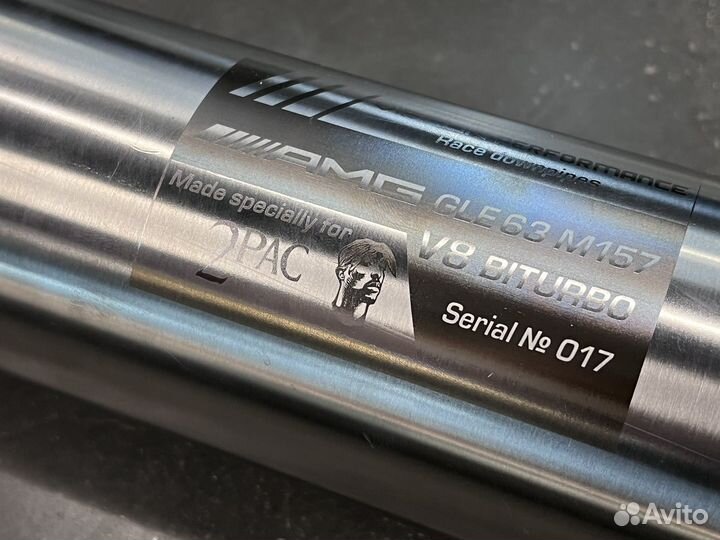 PERFORMANCE
Race downpipes
AMG GLE 63 M157
V8 BITURBO
Made specially for
2PAC
Serial № 017
Avito